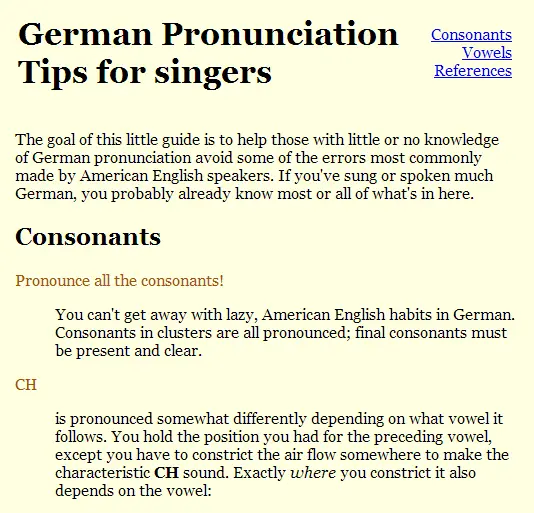 German Pronunciation
Tips for singers
Consonants
Vowels
References
The goal of this little guide is to help those with little or no knowledge
of German pronunciation avoid some of the errors most commonly
made by American English speakers. If you've sung or spoken much
German, you probably already know most or all of what's in here.
Consonants
Pronounce all the consonants!
You can't get away with lazy, American English habits in German.
Consonants in clusters are all pronounced; final consonants must
be present and clear.
CH
is pronounced somewhat differently depending on what vowel it
follows. You hold the position you had for the preceding vowel,
except you have to constrict the air flow somewhere to make the
characteristic CH sound. Exactly where you constrict it also
depends on the vowel: